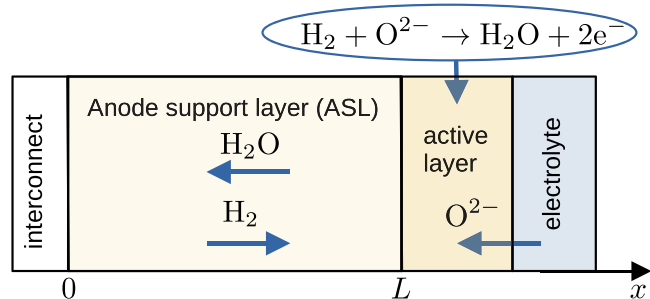 H₂ + O²⁻ → H₂O + 2e⁻
Anode support layer (ASL)
H₂O
H₂
interconnect
active
layer
O²⁻
electrolyte
0
L
x